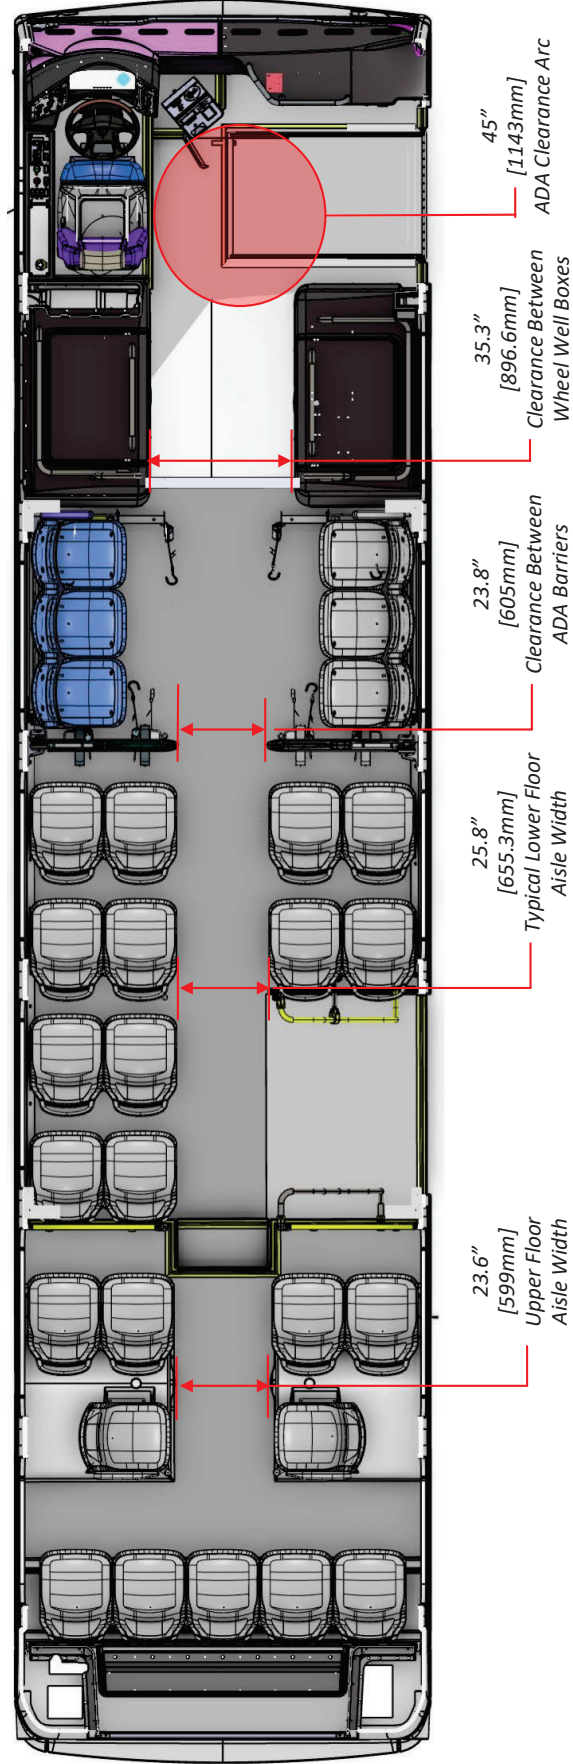 45”
[1143mm]
ADA Clearance Arc
35.3”
[896.6mm]
Clearance Between
Wheel Well Boxes
23.8”
[605mm]
Clearance Between
ADA Barriers
25.8”
[655.3mm]
Typical Lower Floor
Aisle Width
23.6”
[599mm]
Upper Floor
Aisle Width